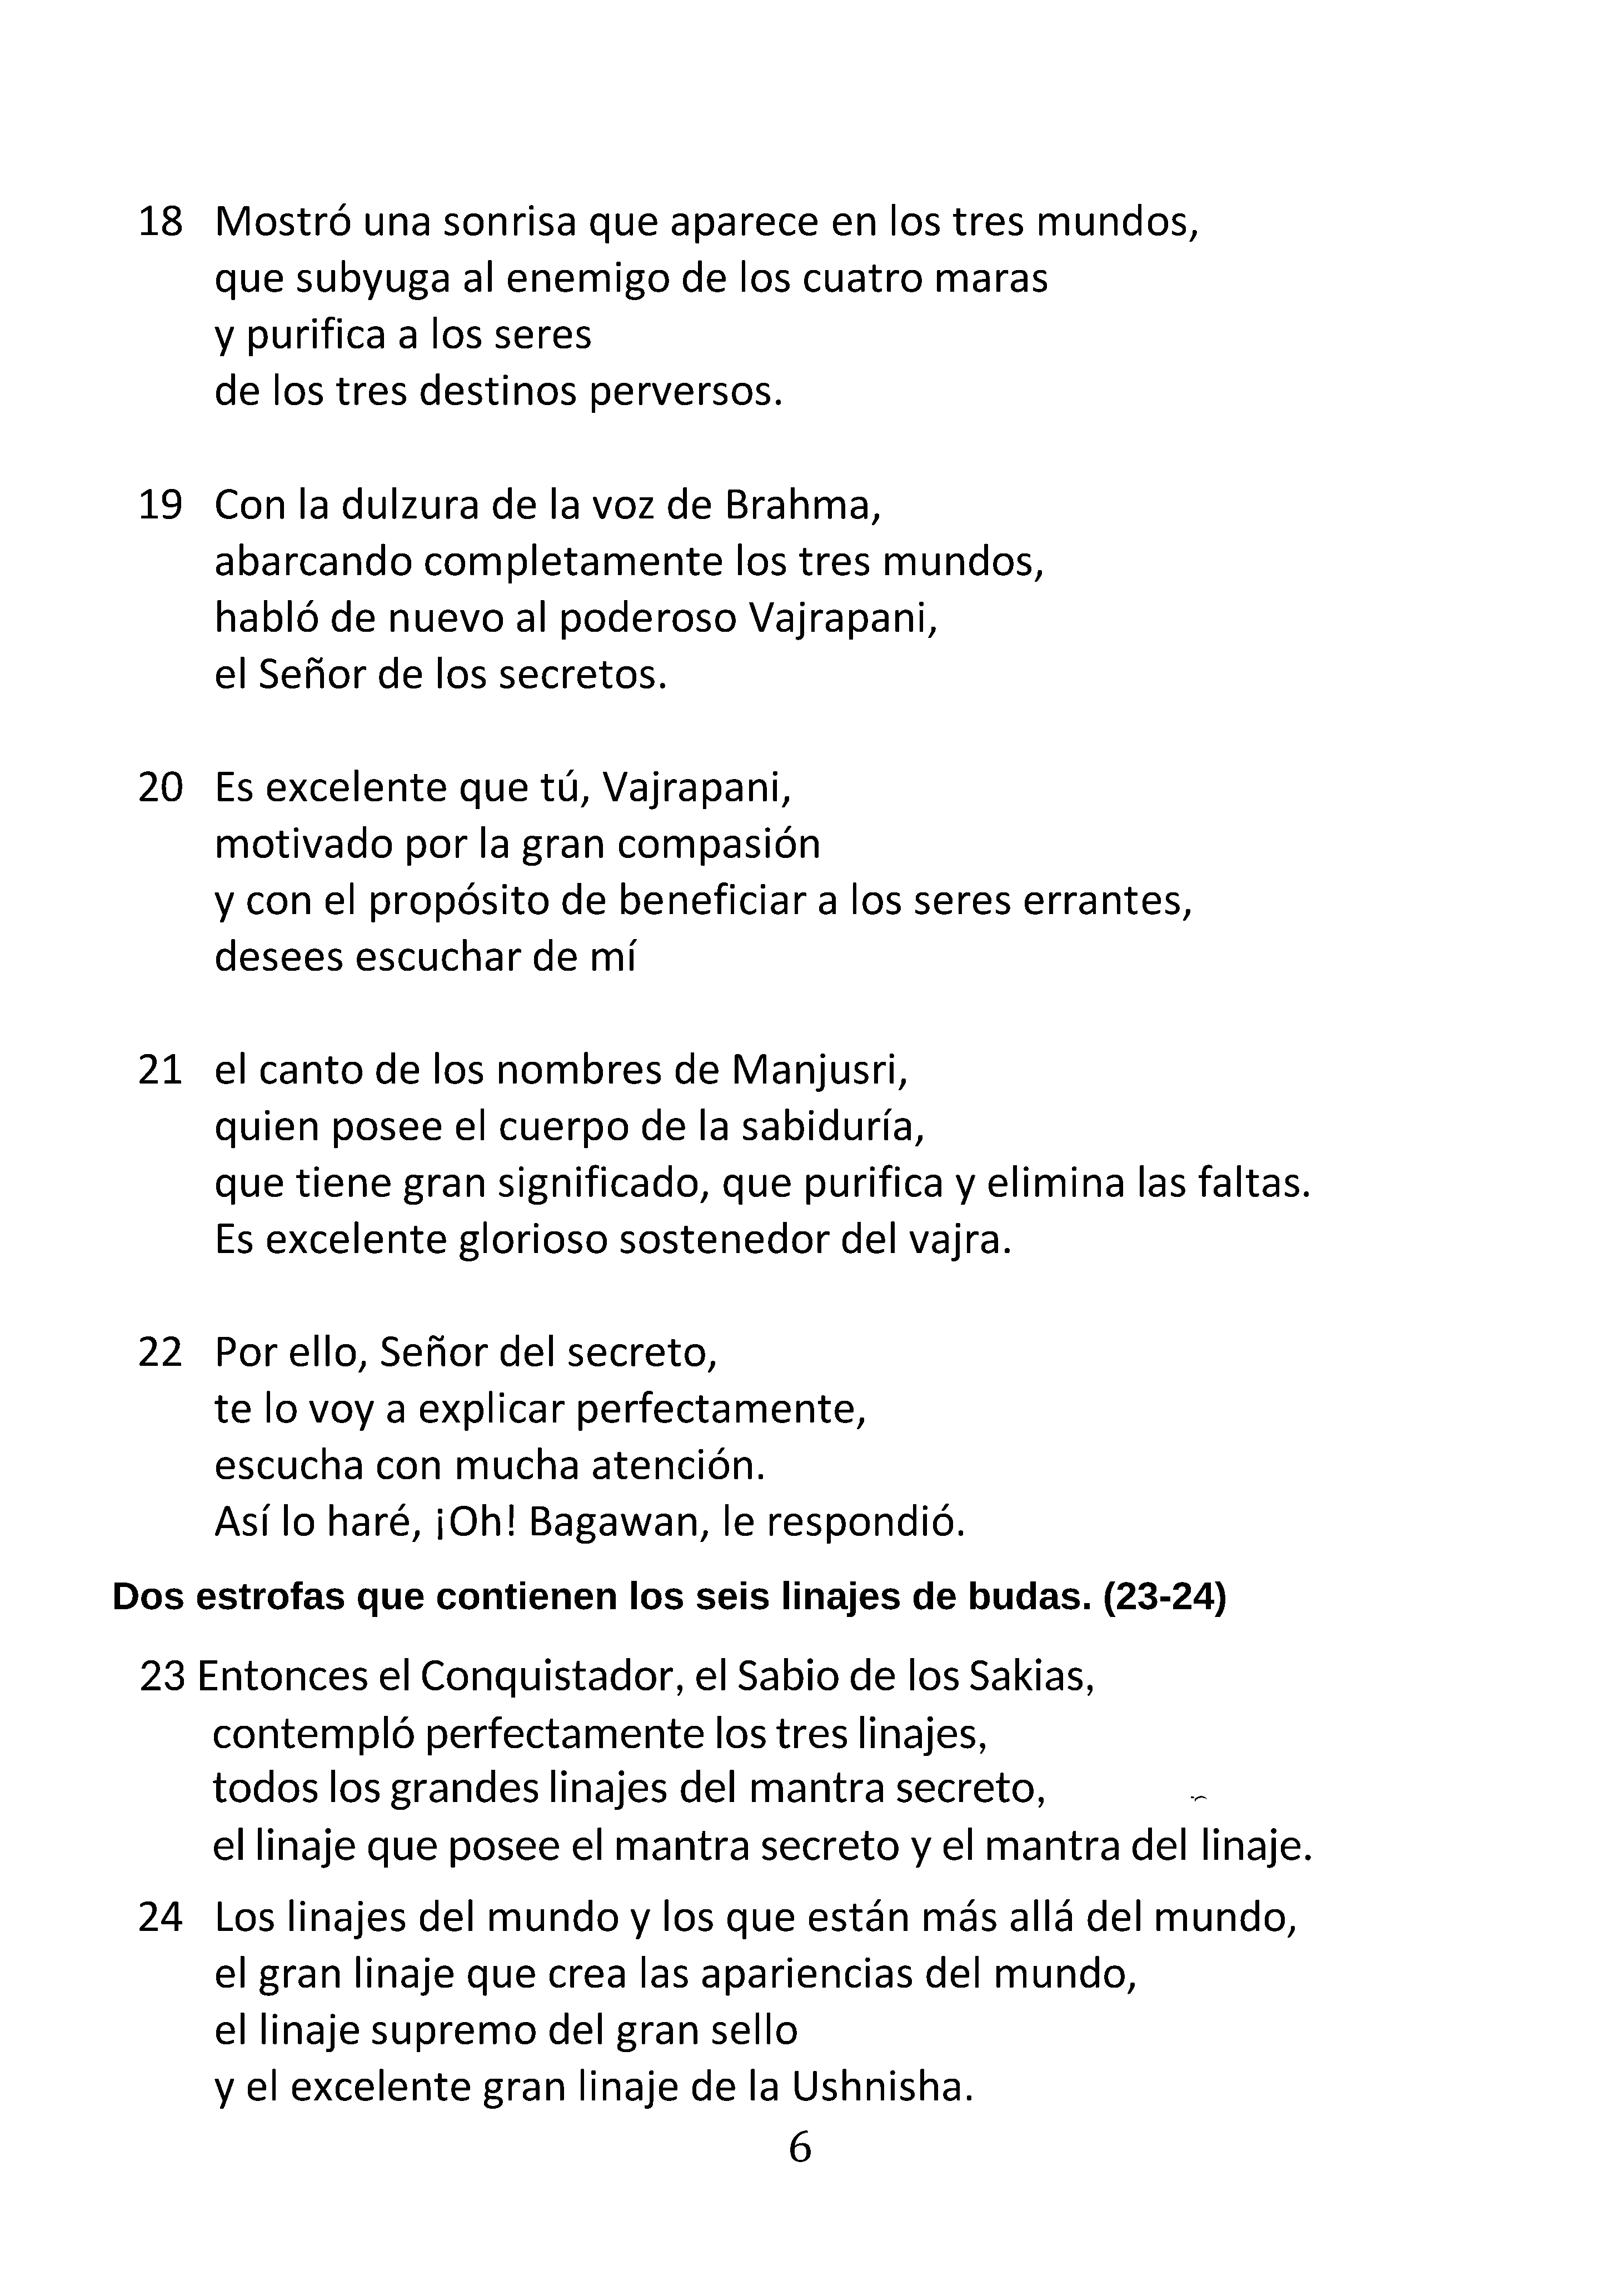 18 Mostró una sonrisa que aparece en los tres mundos,
que subyuga al enemigo de los cuatro maras
y purifica a los seres
de los tres destinos perversos.
19 Con la dulzura de la voz de Brahma,
abarcando completamente los tres mundos,
habló de nuevo al poderoso Vajrapani,
el Señor de los secretos.
20 Es excelente que tú, Vajrapani,
motivado por la gran compasión
y con el propósito de beneficiar a los seres errantes,
desees escuchar de mí
21 el canto de los nombres de Manjusri,
quien posee el cuerpo de la sabiduría,
que tiene gran significado, que purifica y elimina las faltas.
Es excelente glorioso sostenedor del vajra.
22 Por ello, Señor del secreto,
te lo voy a explicar perfectamente,
escucha con mucha atención.
Así lo haré, ¡Oh! Bagawan, le respondió.
Dos estrofas que contienen los seis linajes de budas. (23-24)
23 Entonces el Conquistador, el Sabio de los Sakias,
contempló perfectamente los tres linajes,
todos los grandes linajes del mantra secreto,
el linaje que posee el mantra secreto y el mantra del linaje.
24 Los linajes del mundo y los que están más allá del mundo,
el gran linaje que crea las apariencias del mundo,
el linaje supremo del gran sello
y el excelente gran linaje de la Ushnisha.
6